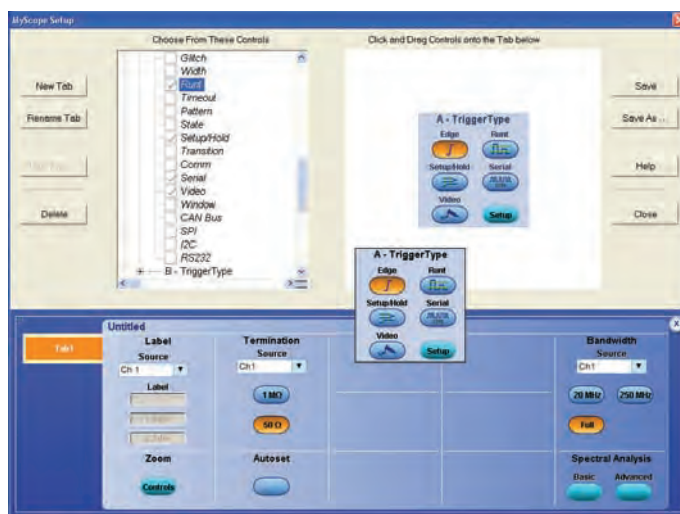 MyScope Setup
Choose From These Controls
Click and Drag Controls onto the Tab below
New Tab
Rename Tab
Delete
Glitch
Width
Runt
Timeout
Pattern
State
Setup/Hold
Transition
Comm
Serial
Video
Window
CAN Bus
SPI
I2C
RS232
B - TriggerType
A - TriggerType
Edge Runt
Setup/Hold Serial
Video
Setup
Save
Save As ...
Help
Close
A - TriggerType
Edge Runt
Setup/Hold Serial
Video
Setup
Tab1
Untitled
Label
Source
Ch 1
Label
Zoom
Controls
Termination
Source
Ch1
1 MΩ
50 Ω
Autoset
Bandwidth
Source
Ch1
20 MHz 250 MHz
Full
Spectral Analysis
Basic Advanced